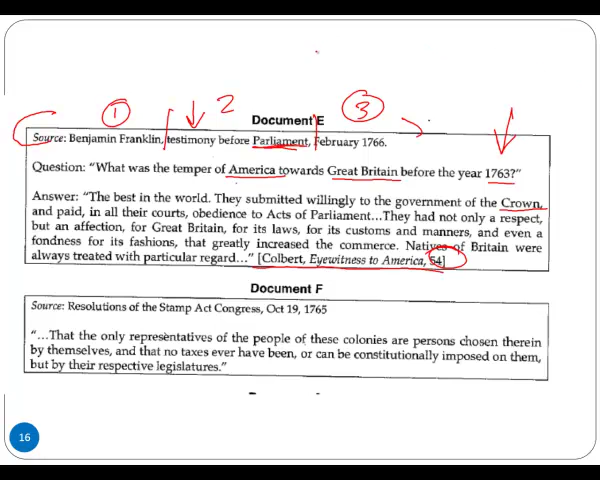 1 2 3
Document E
Source: Benjamin Franklin, testimony before Parliament, February 1766.
Question: "What was the temper of America towards Great Britain before the year 1763?"
Answer: "The best in the world. They submitted willingly to the government of the Crown,
and paid, in all their courts, obedience to Acts of Parliament...They had not only a respect,
but an affection, for Great Britain, for its laws, for its customs and manners, and even a
fondness for its fashions, that greatly increased the commerce. Natives of Britain were
always treated with particular regard..." [Colbert, Eyewitness to America, 54]
Document F
Source: Resolutions of the Stamp Act Congress, Oct 19, 1765
"...That the only representatives of the people of these colonies are persons chosen therein
by themselves, and that no taxes ever have been, or can be constitutionally imposed on them,
but by their respective legislatures."
16